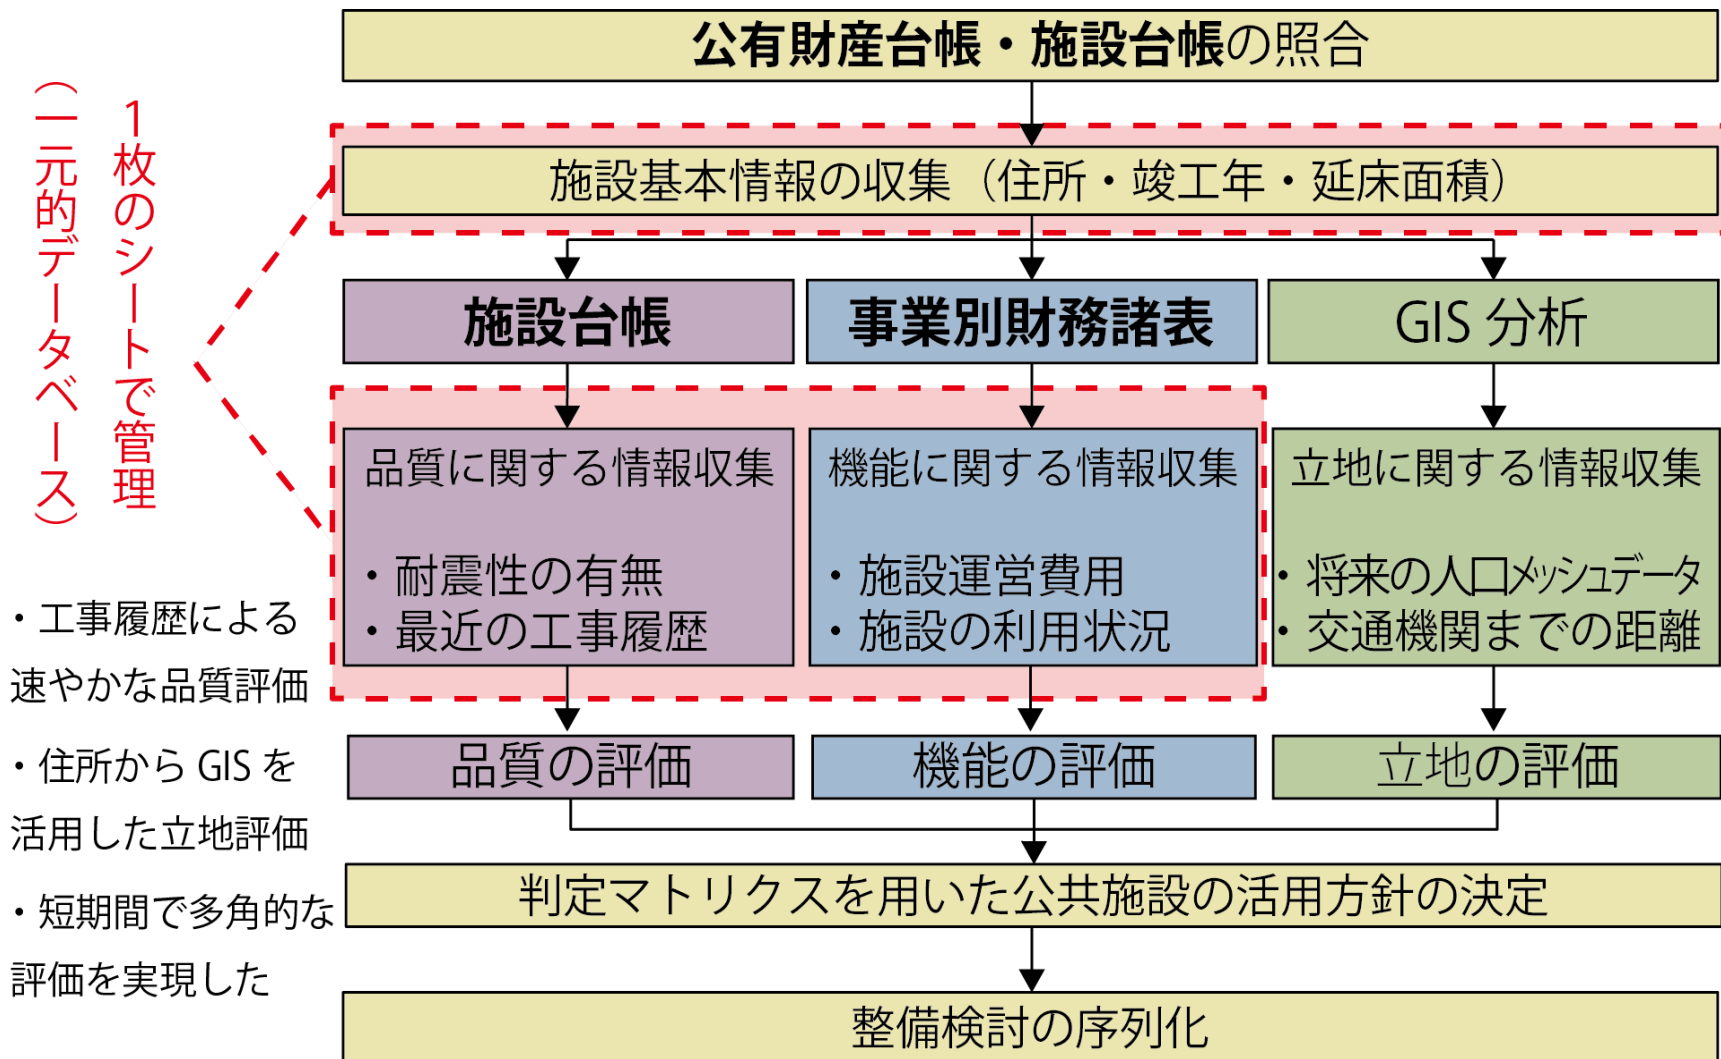 公有財産台帳・施設台帳の照合
１枚のシートで管理
（一元的データベース）
施設基本情報の収集（住所・竣工年・延床面積）
施設台帳
事業別財務諸表
GIS 分析
品質に関する情報収集
・耐震性の有無
・最近の工事履歴
機能に関する情報収集
・施設運営費用
・施設の利用状況
立地に関する情報収集
・将来の人口メッシュデータ
・交通機関までの距離
・工事履歴による
速やかな品質評価
・住所から GIS を
活用した立地評価
・短期間で多角的な
評価を実現した
品質の評価
機能の評価
立地の評価
判定マトリクスを用いた公共施設の活用方針の決定
整備検討の序列化